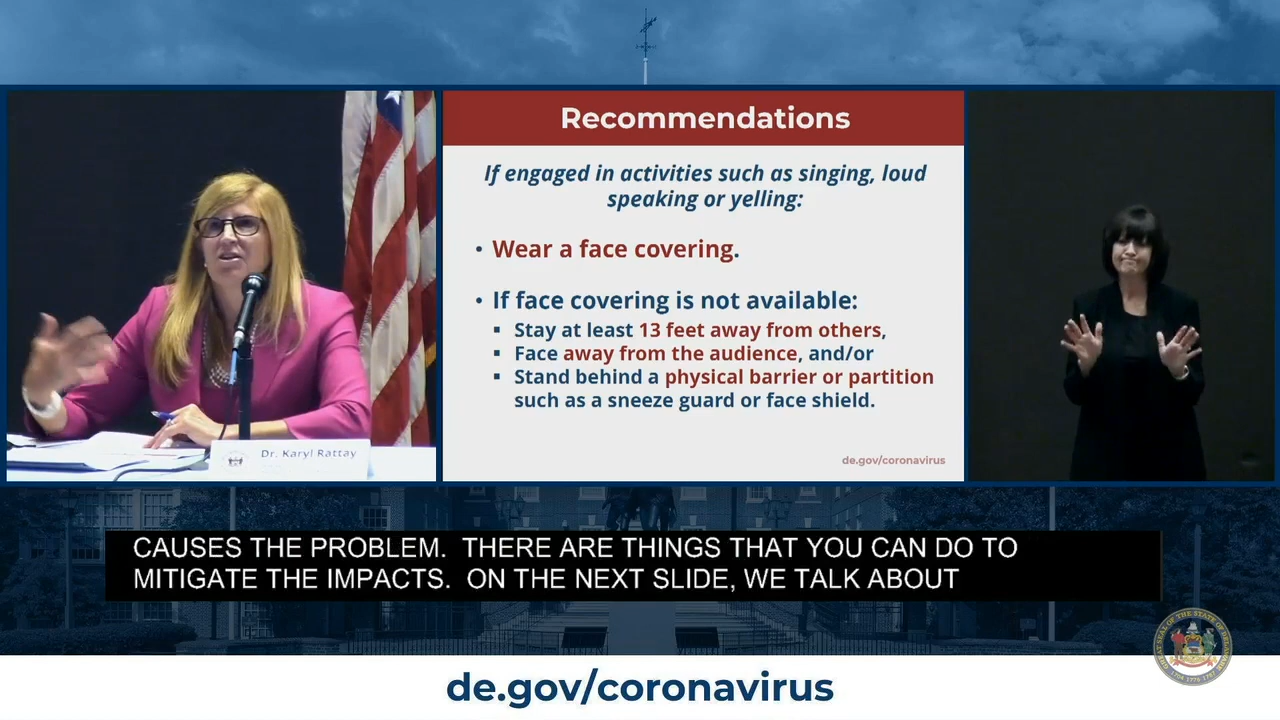 Recommendations
If engaged in activities such as singing, loud
speaking or yelling:
• Wear a face covering.
• If face covering is not available:
▪ Stay at least 13 feet away from others,
▪ Face away from the audience, and/or
▪ Stand behind a physical barrier or partition
such as a sneeze guard or face shield.
de.gov/coronavirus
Dr. Karyl Rattay
CAUSES THE PROBLEM. THERE ARE THINGS THAT YOU CAN DO TO
MITIGATE THE IMPACTS. ON THE NEXT SLIDE, WE TALK ABOUT
de.gov/coronavirus